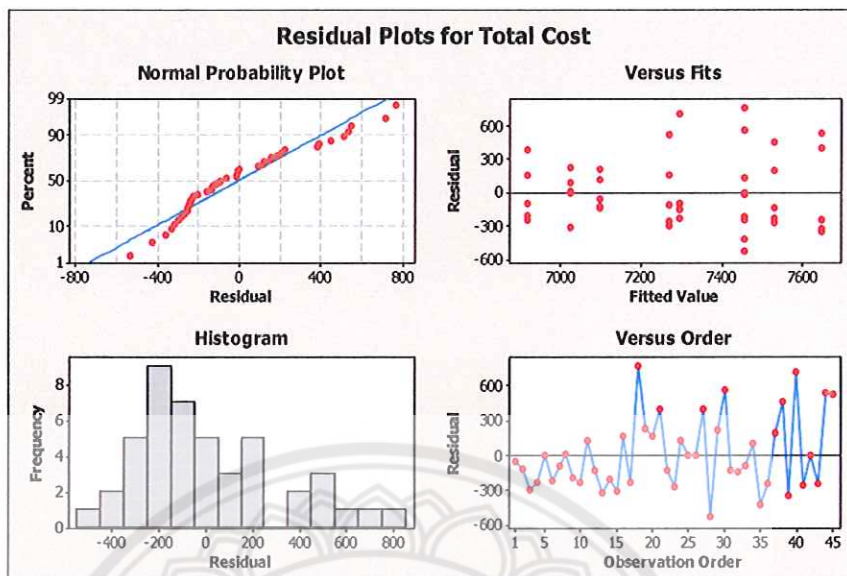 Residual Plots for Total Cost
Normal Probability Plot
99
90
50
10
1
Percent
-800 -400 0 400 800
Residual
Versus Fits
600
300
0
-300
-600
Residual
7000 7200 7400 7600
Fitted Value
Histogram
8
6
4
2
0
Frequency
-400 -200 0 200 400 600 800
Residual
Versus Order
600
300
0
-300
-600
Residual
1 5 10 15 20 25 30 35 40 45
Observation Order